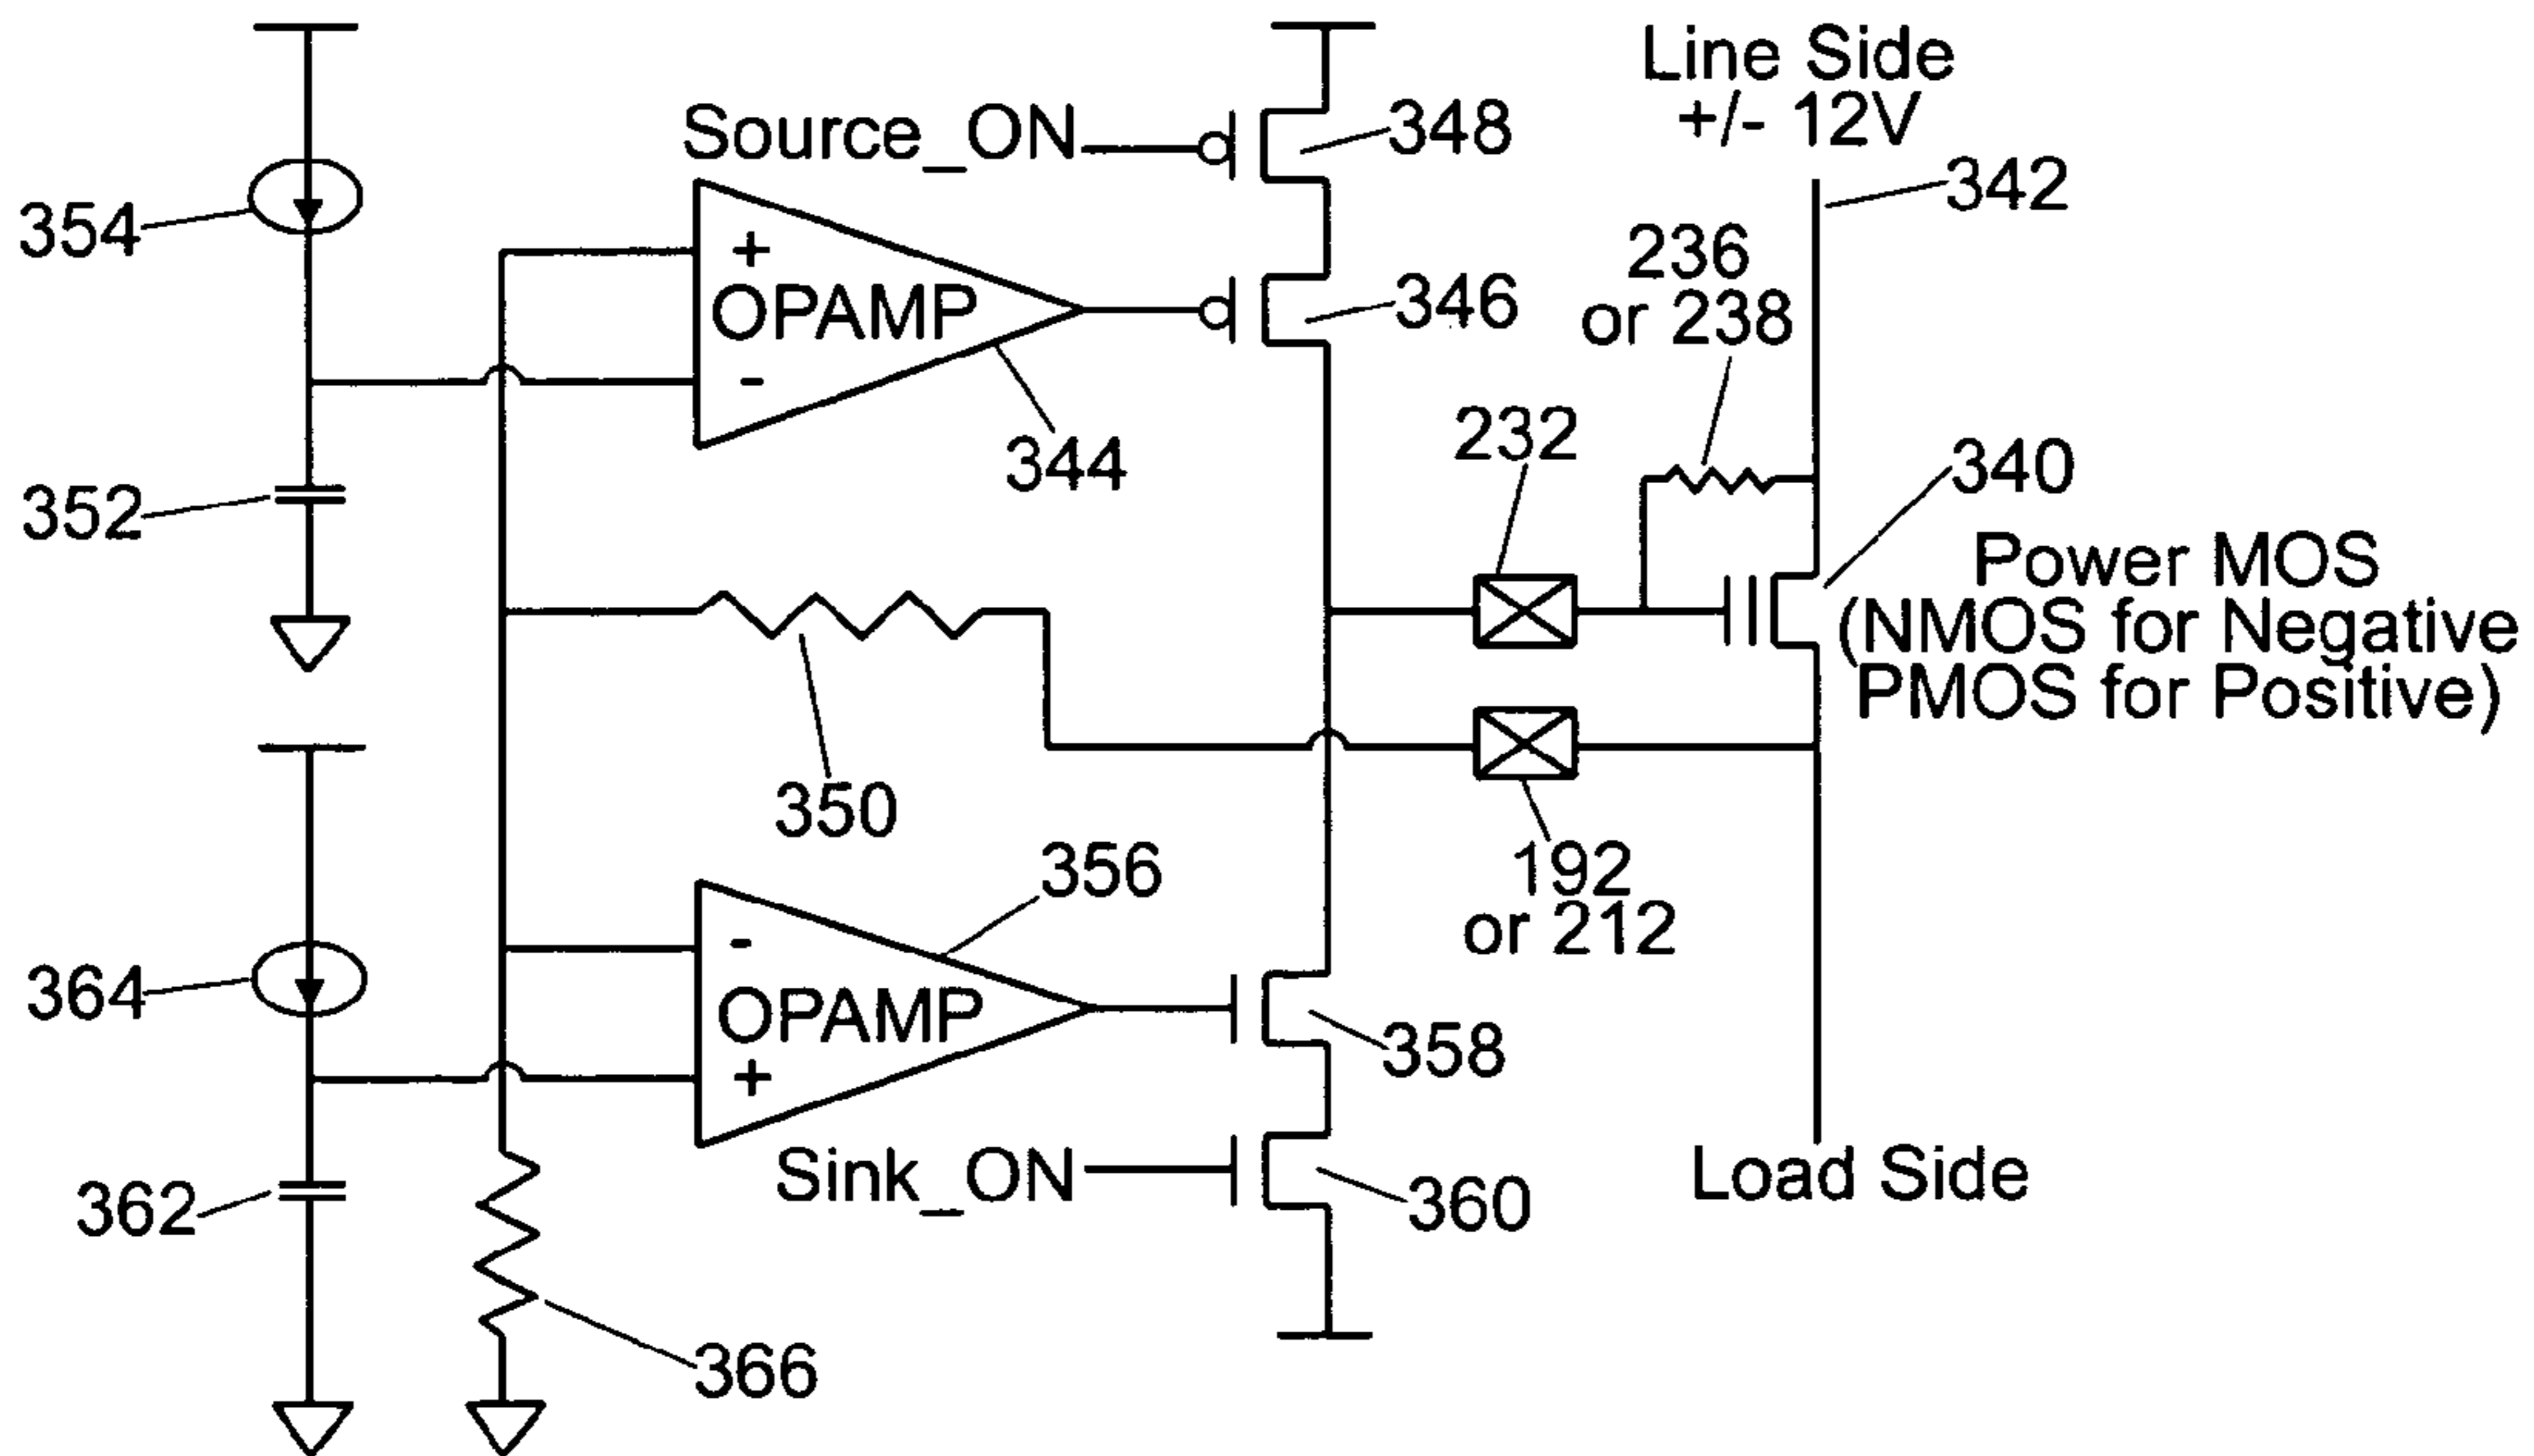 Line Side
+/- 12V
Source_ON
348
342
354
+
OPAMP
-
346
236
or 238
344
232
340
352
Power MOS
(NMOS for Negative
PMOS for Positive)
350
192
or 212
356
364
-
OPAMP
+
358
Sink_ON
360
Load Side
362
366